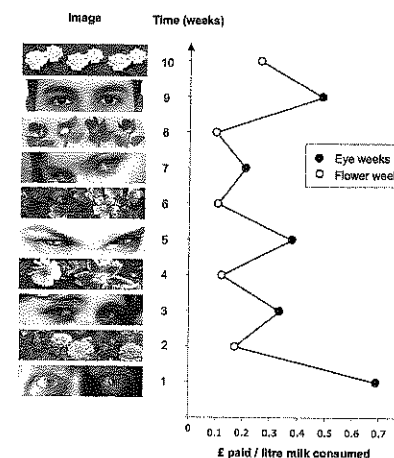 Image Time (weeks)
10
9
8
7
6
5
4
3
2
1
Eye weeks
Flower week
0 0.1 0.2 0.3 0.4 0.5 0.6 0.7
£ paid / litre milk consumed